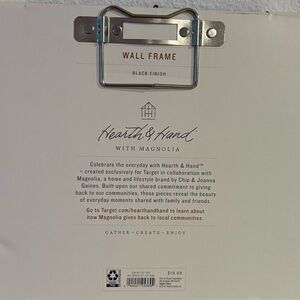 WALL FRAME
BLACK FINISH
Hearth & Hand
WITH MAGNOLIA
Celebrate the everyday with Hearth & Hand™
– created exclusively for Target in collaboration with
Magnolia, a home and lifestyle brand by Chip & Joanna
Gaines. Built upon our shared commitment to giving
back to our communities, these pieces reveal the beauty
of everyday moments shared with family and friends.
Go to Target.com/hearthandhand to learn about
how Magnolia gives back to our communities.
GATHER · CREATE · ENJOY
$19.99